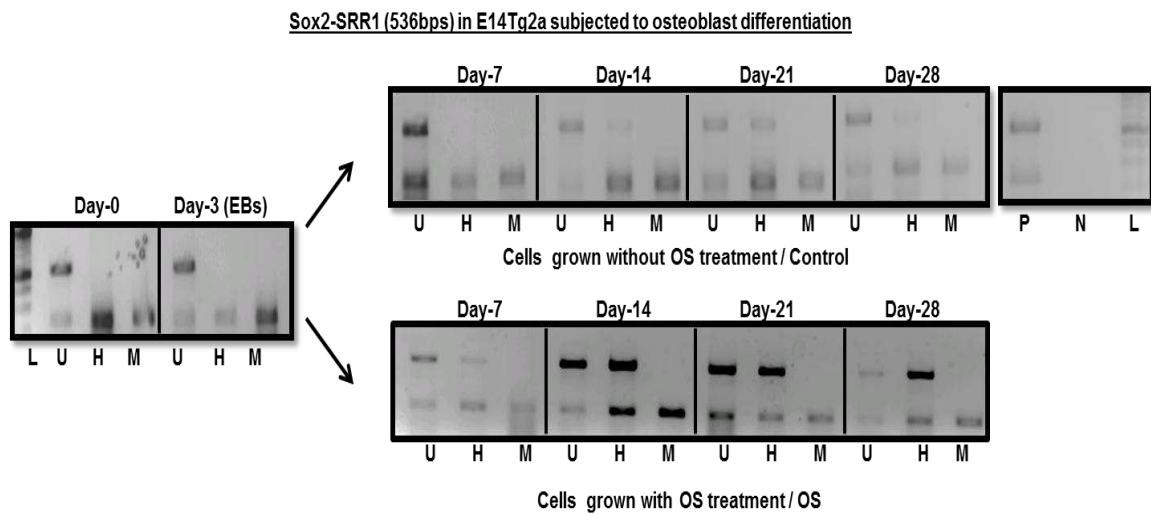 Sox2-SRR1 (536bps) in E14Tg2a subjected to osteoblast differentiation
Day-7 Day-14 Day-21 Day-28
U H M U H M U H M U H M P N L
Cells grown without OS treatment / Control
Day-0 Day-3 (EBs)
L U H M U H M
Day-7 Day-14 Day-21 Day-28
U H M U H M U H M U H M
Cells grown with OS treatment / OS